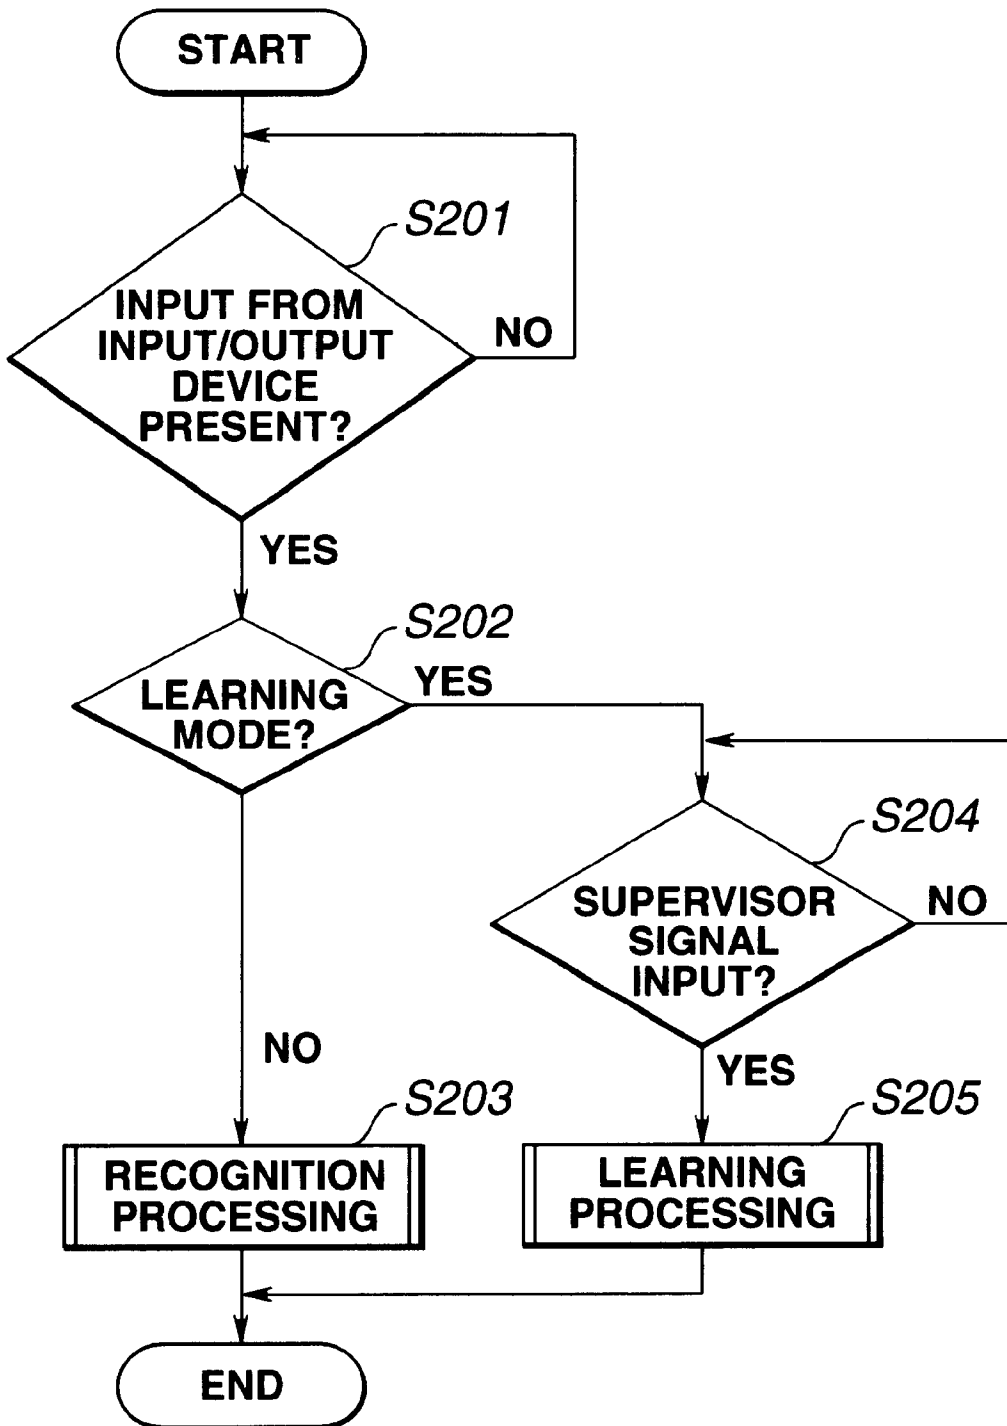 START
S201
INPUT FROM
INPUT/OUTPUT
DEVICE
PRESENT?
NO
YES
S202
LEARNING
MODE?
YES
S204
SUPERVISOR
SIGNAL
INPUT?
NO
NO
YES
S203
RECOGNITION
PROCESSING
S205
LEARNING
PROCESSING
END